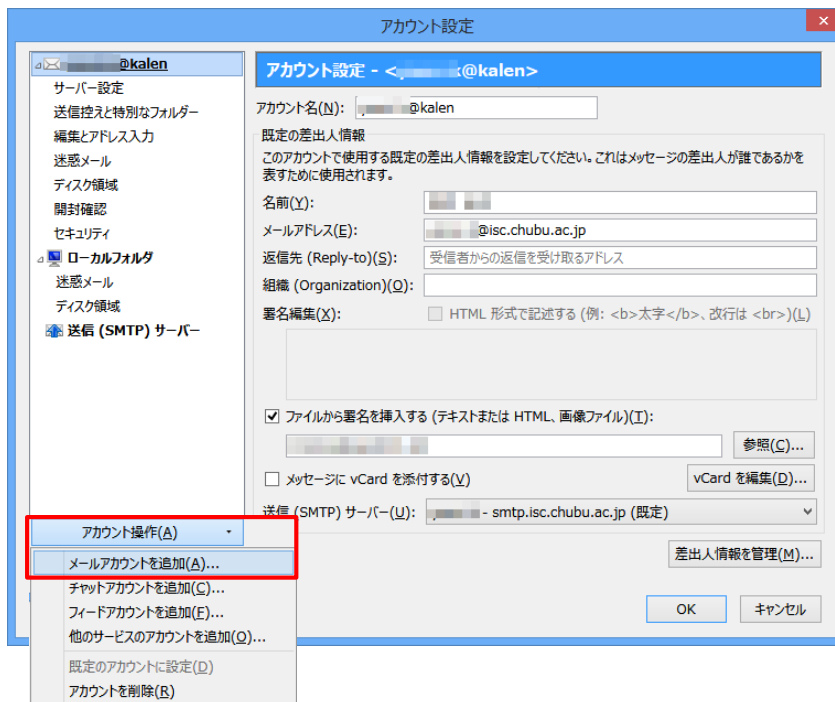 アカウント設定
@kalen
サーバー設定
送信控えと特別なフォルダー
編集とアドレス入力
迷惑メール
ディスク領域
開封確認
セキュリティ
ローカルフォルダ
迷惑メール
ディスク領域
送信 (SMTP) サーバー
アカウント設定 - < @kalen>
アカウント名(N): @kalen
既定の差出人情報
このアカウントで使用する既定の差出人情報を設定してください。これはメッセージの差出人が誰であるかを
表すために使用されます。
名前(Y):
メールアドレス(E): @isc.chubu.ac.jp
返信先 (Reply-to)(S): 受信者からの返信を受け取るアドレス
組織 (Organization)(O):
署名編集(X): HTML 形式で記述する (例: <b>太字</b>、改行は <br>)(L)
ファイルから署名を挿入する (テキストまたは HTML、画像ファイル)(T):
参照(C)...
メッセージに vCard を添付する(V) vCard を編集(D)...
送信 (SMTP) サーバー(U): - smtp.isc.chubu.ac.jp (既定)
差出人情報を管理(M)...
OK キャンセル
アカウント操作(A)
メールアカウントを追加(A)...
チャットアカウントを追加(C)...
フィードアカウントを追加(F)...
他のサービスのアカウントを追加(O)...
既定のアカウントに設定(D)
アカウントを削除(R)